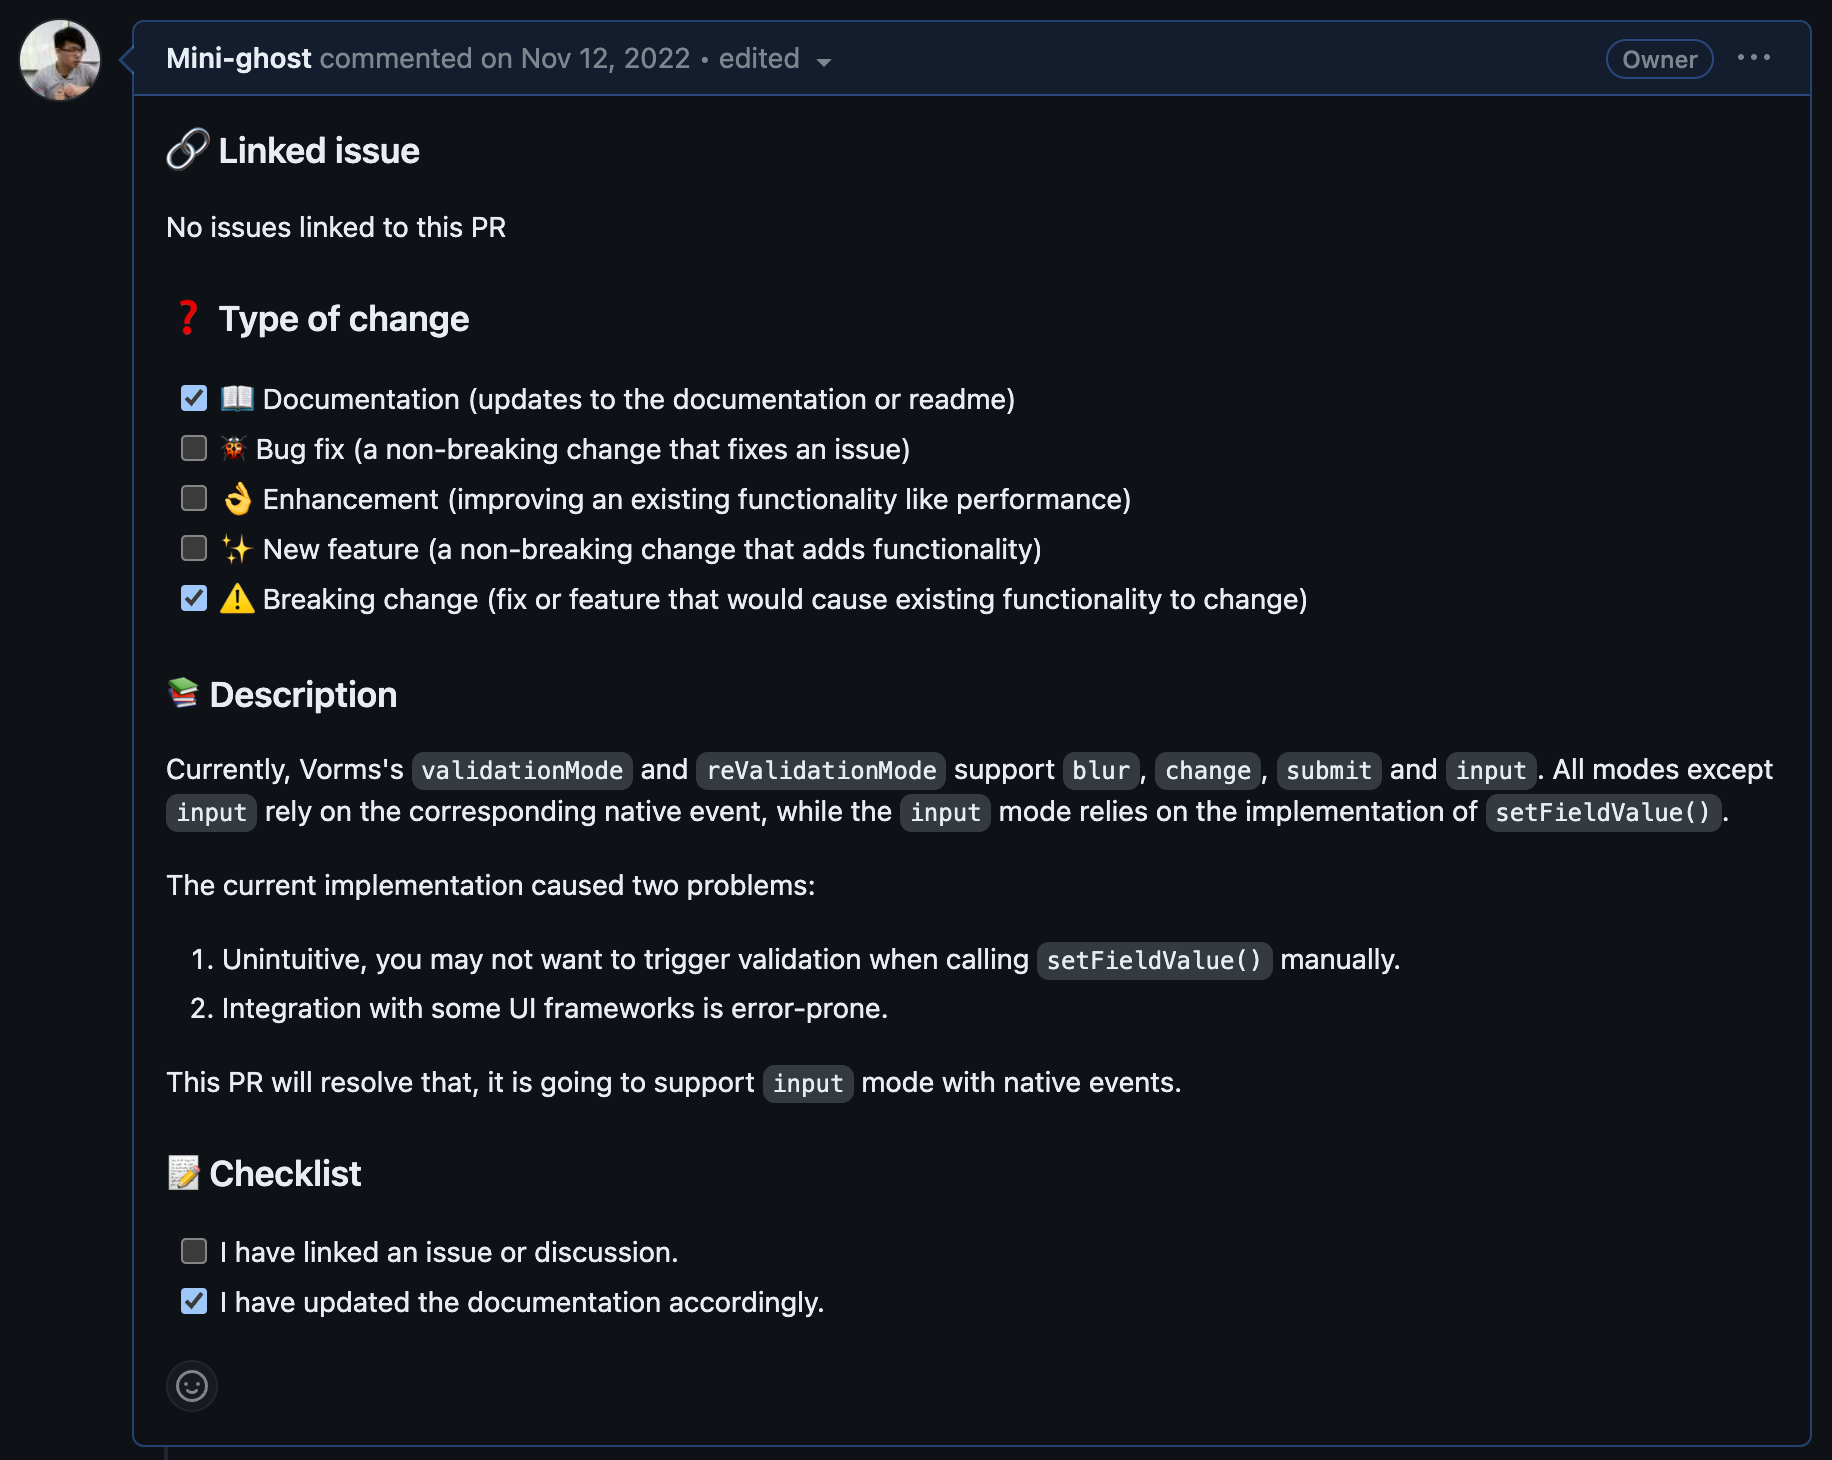 Mini-ghost commented on Nov 12, 2022 • edited
Owner
🔗 Linked issue
No issues linked to this PR
❓ Type of change
📖 Documentation (updates to the documentation or readme)
🐞 Bug fix (a non-breaking change that fixes an issue)
👌 Enhancement (improving an existing functionality like performance)
✨ New feature (a non-breaking change that adds functionality)
⚠️ Breaking change (fix or feature that would cause existing functionality to change)
📚 Description
Currently, Vorms's validationMode and reValidationMode support blur, change, submit and input. All modes except
input rely on the corresponding native event, while the input mode relies on the implementation of setFieldValue().
The current implementation caused two problems:
1. Unintuitive, you may not want to trigger validation when calling setFieldValue() manually.
2. Integration with some UI frameworks is error-prone.
This PR will resolve that, it is going to support input mode with native events.
📝 Checklist
I have linked an issue or discussion.
I have updated the documentation accordingly.